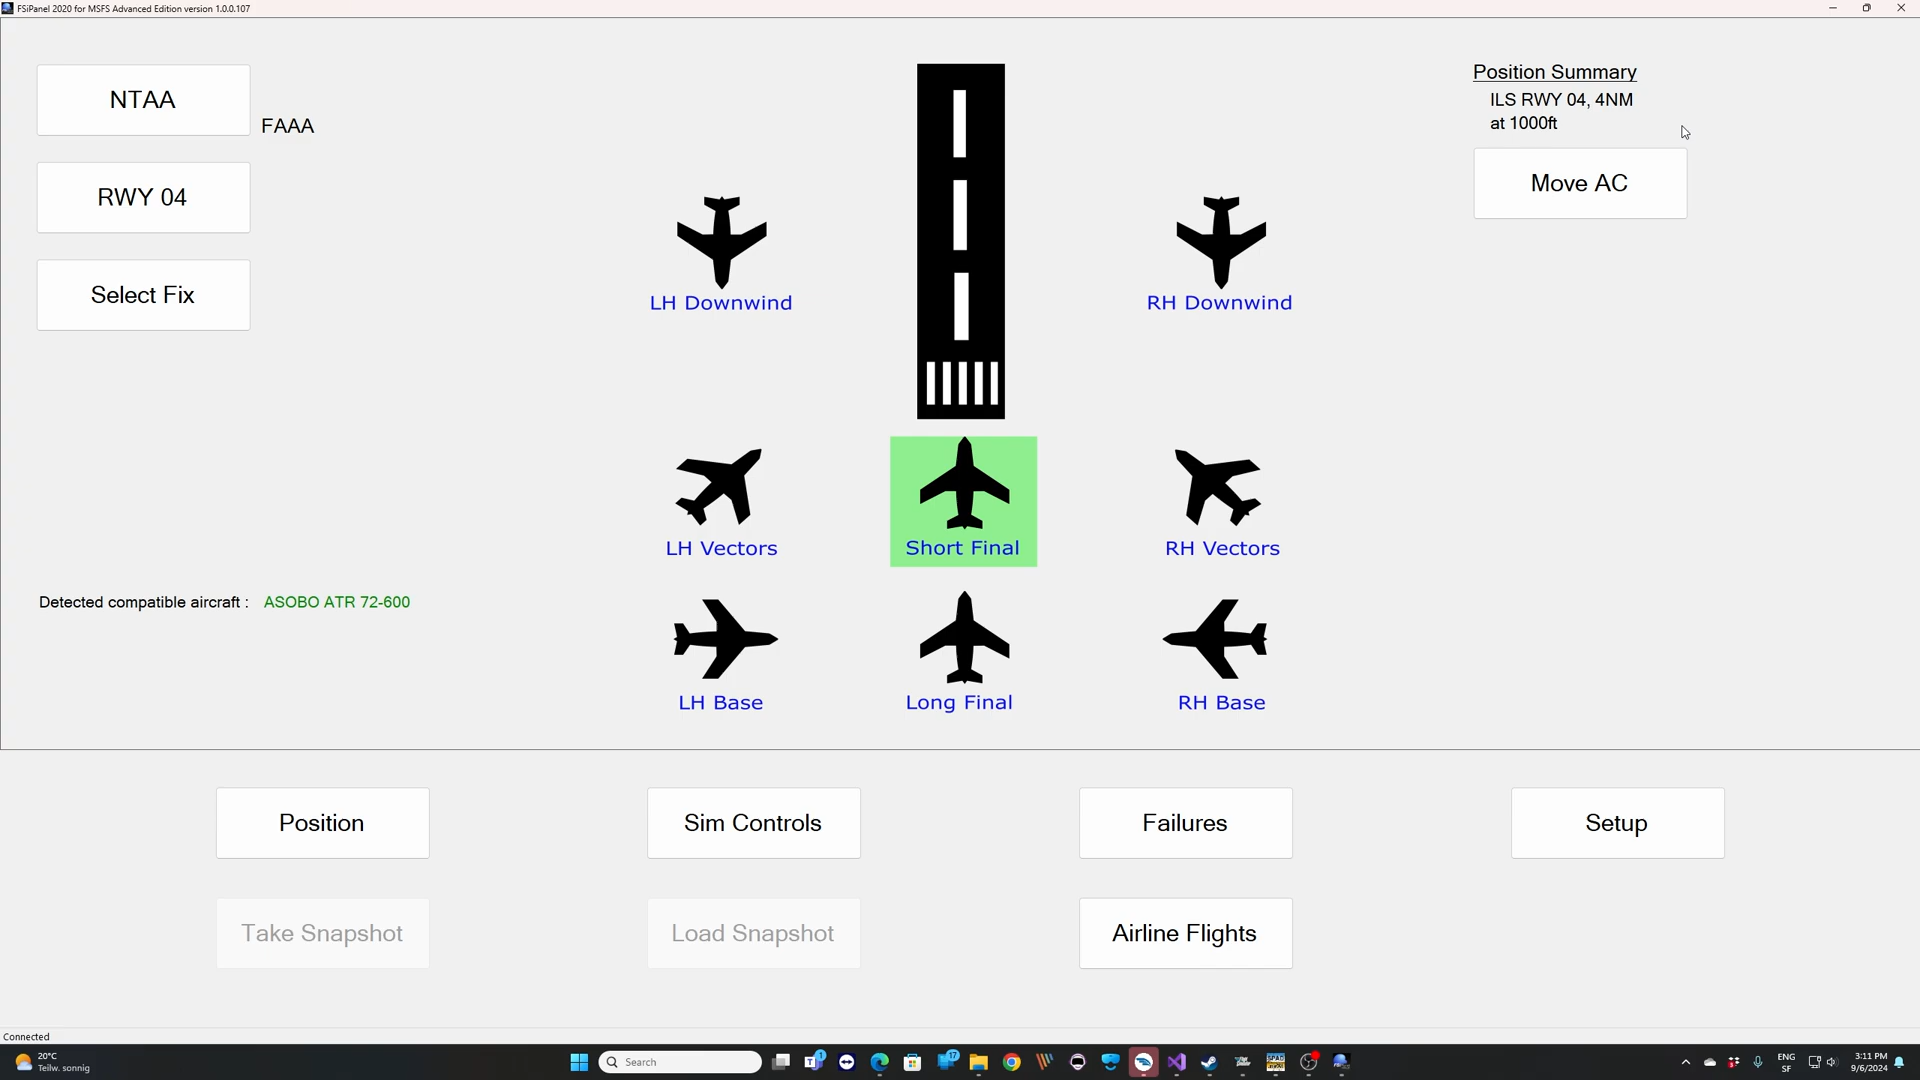 FSiPanel 2020 for MSFS Advanced Edition version 1.0.0.107
NTAA
FAAA
RWY 04
Select Fix
Position Summary
ILS RWY 04, 4NM
at 1000ft
Move AC
LH Downwind
RH Downwind
LH Vectors
Short Final
RH Vectors
Detected compatible aircraft : ASOBO ATR 72-600
LH Base
Long Final
RH Base
Position
Sim Controls
Failures
Setup
Take Snapshot
Load Snapshot
Airline Flights
Connected
20°C
Teilw. sonnig
Search
1
17
ENG
SF
3:11 PM
9/6/2024